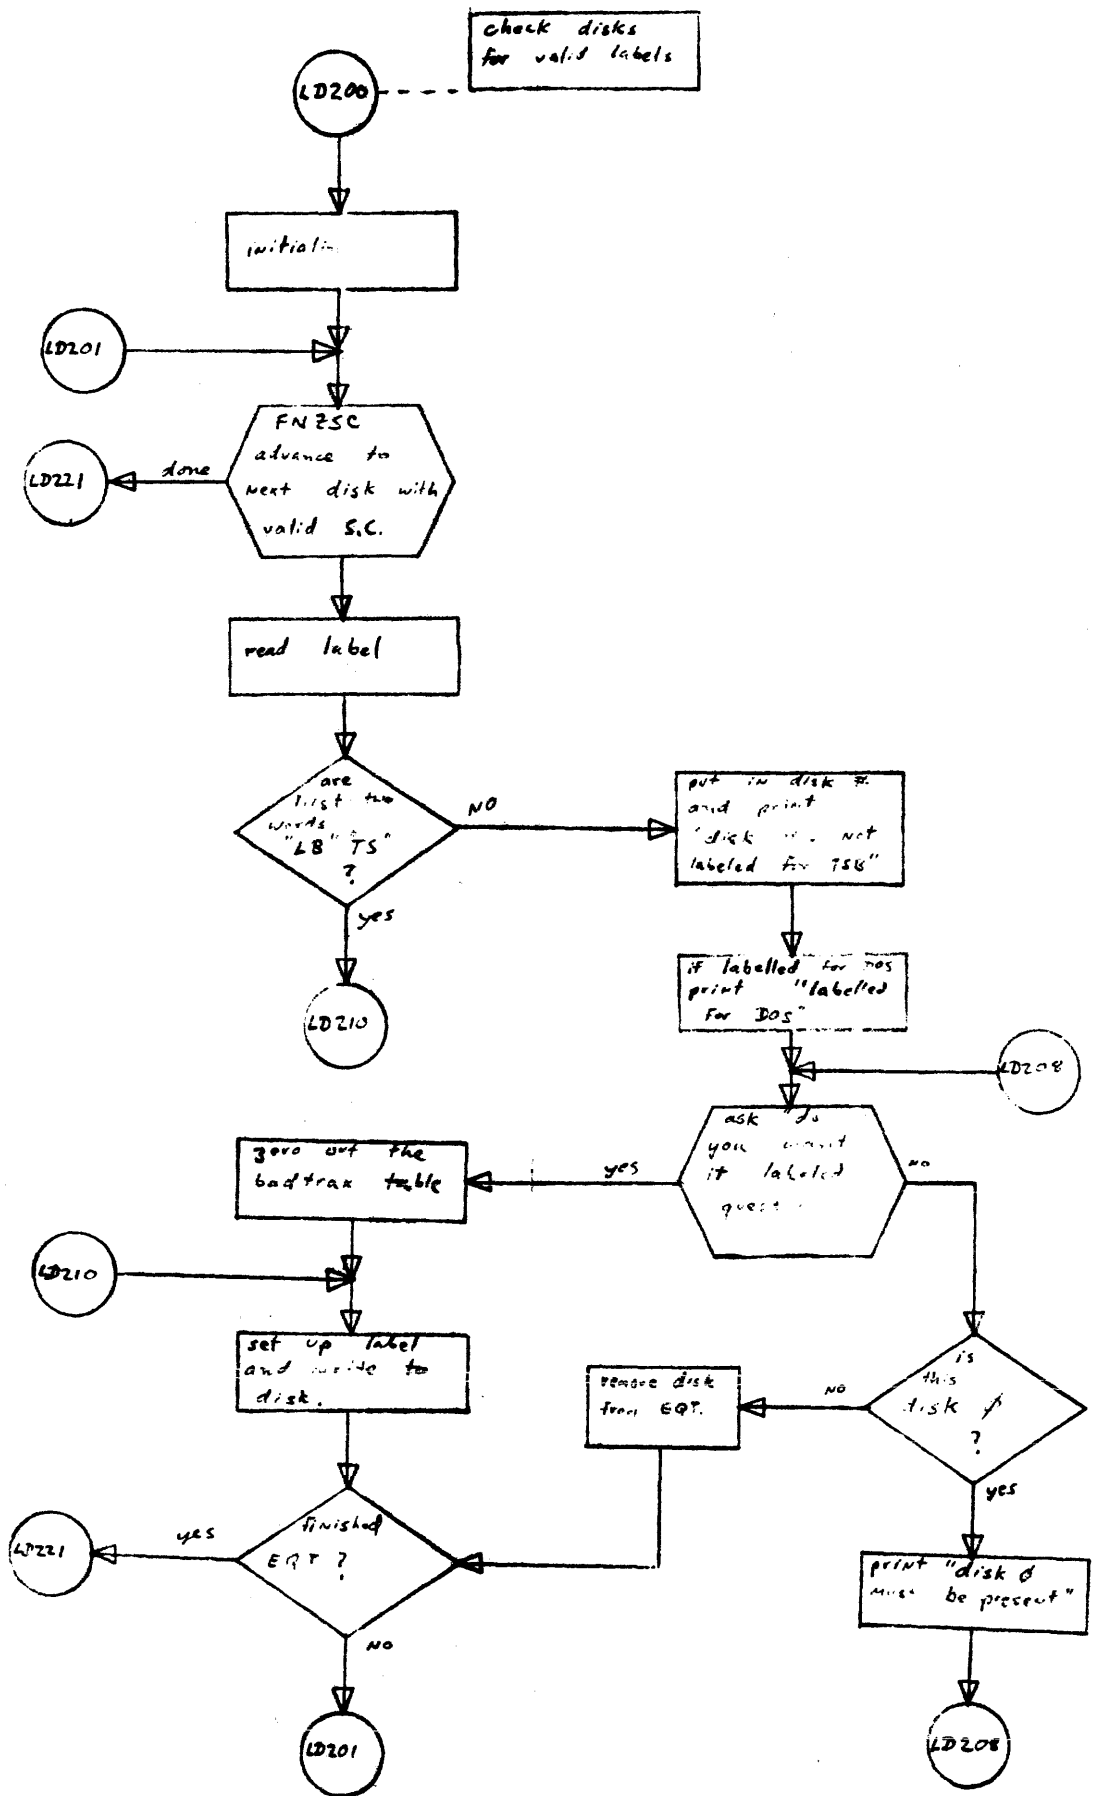 check disks
for valid labels
LD200
LD201
FNZSC
advance to
next disk with
valid S.C.
done
LD221
read label
are
two
words
"LB" "TS"
?
NO
yes
LD210
put in disk #
and print
"disk not
labeled for TSB"
if labelled for DOS
print "labelled
For DOS"
LD208
ask "do
you want
it labeled
yes
NO
zero out the
badtrax table
LD210
set up label
and write to
disk.
remove disk
from EQT.
NO
is
this
disk Ø
?
yes
finished
EQT ?
yes
LD221
NO
print "disk Ø
must be present"
LD201
LD208